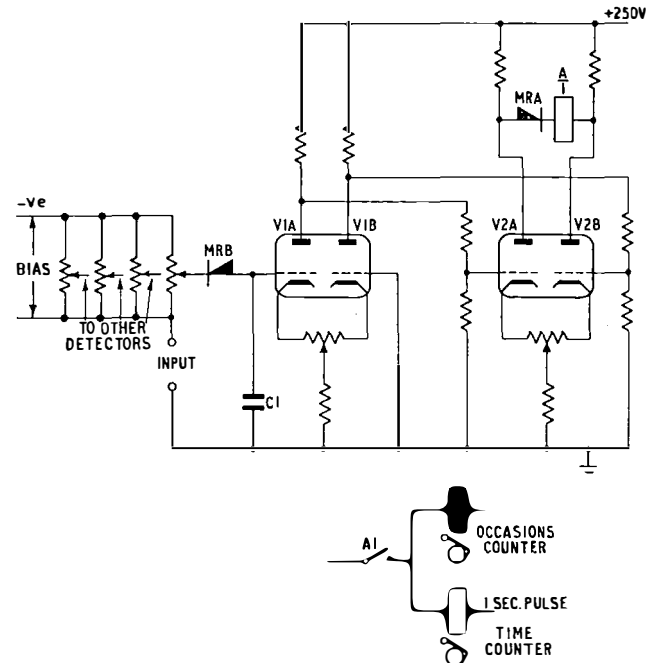 +250V
A
1
MRA
-Ve
V1A
V1B
V2A
V2B
MRB
BIAS
TO OTHER
DETECTORS
INPUT
C1
A1
OCCASIONS
COUNTER
1 SEC. PULSE
TIME
COUNTER